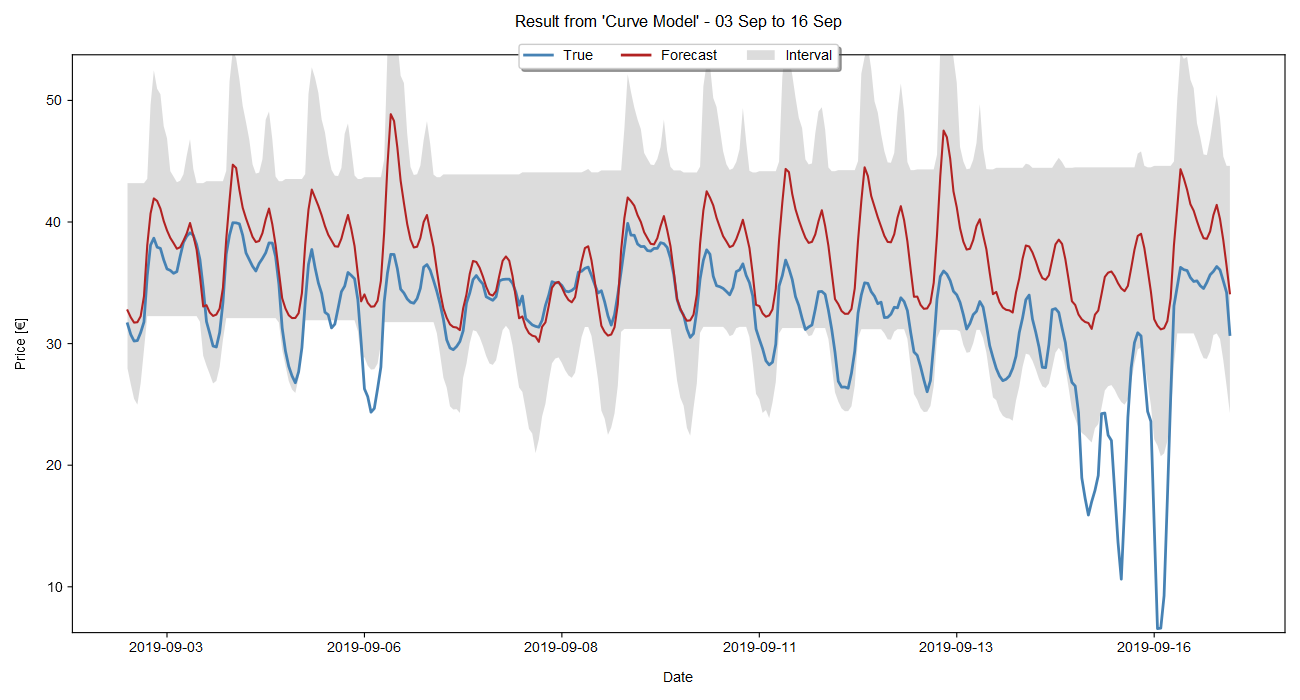 Result from 'Curve Model' - 03 Sep to 16 Sep
True Forecast Interval
50
40
30
20
10
Price [€]
2019-09-03 2019-09-06 2019-09-08 2019-09-11 2019-09-13 2019-09-16
Date